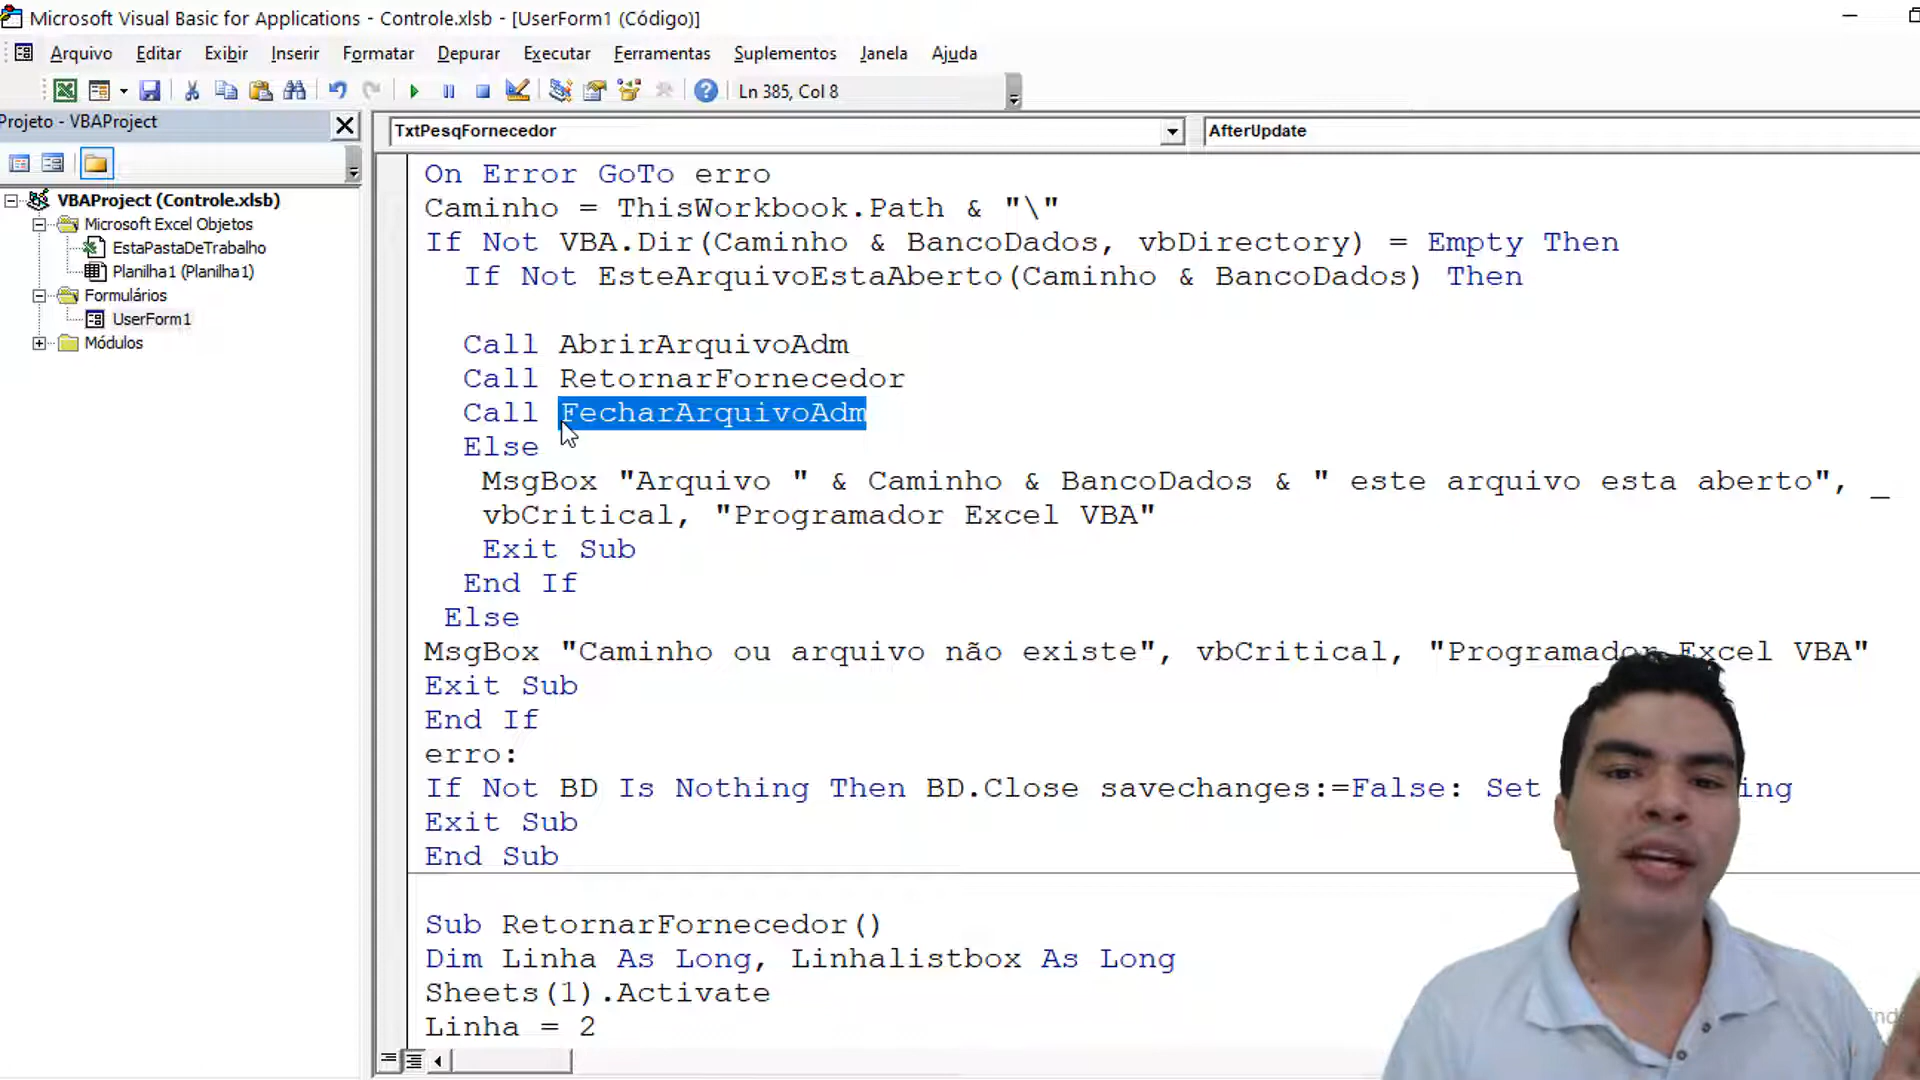 Microsoft Visual Basic for Applications - Controle.xlsb - [UserForm1 (Código)]
Arquivo Editar Exibir Inserir Formatar Depurar Executar Ferramentas Suplementos Janela Ajuda
Ln 385, Col 8
Projeto - VBAProject
VBAProject (Controle.xlsb)
Microsoft Excel Objetos
EstaPastaDeTrabalho
Planilha1 (Planilha1)
Formulários
UserForm1
Módulos
TxtPesqFornecedor
AfterUpdate
On Error GoTo erro
Caminho = ThisWorkbook.Path & "\"
If Not VBA.Dir(Caminho & BancoDados, vbDirectory) = Empty Then
If Not EsteArquivoEstaAberto(Caminho & BancoDados) Then
Call AbrirArquivoAdm
Call RetornarFornecedor
Call FecharArquivoAdm
Else
MsgBox "Arquivo " & Caminho & BancoDados & " este arquivo esta aberto", _
vbCritical, "Programador Excel VBA"
Exit Sub
End If
Else
MsgBox "Caminho ou arquivo não existe", vbCritical, "Programador Excel VBA"
Exit Sub
End If
erro:
If Not BD Is Nothing Then BD.Close savechanges:=False: Set
Exit Sub
End Sub
Sub RetornarFornecedor()
Dim Linha As Long, Linhalistbox As Long
Sheets(1).Activate
Linha = 2